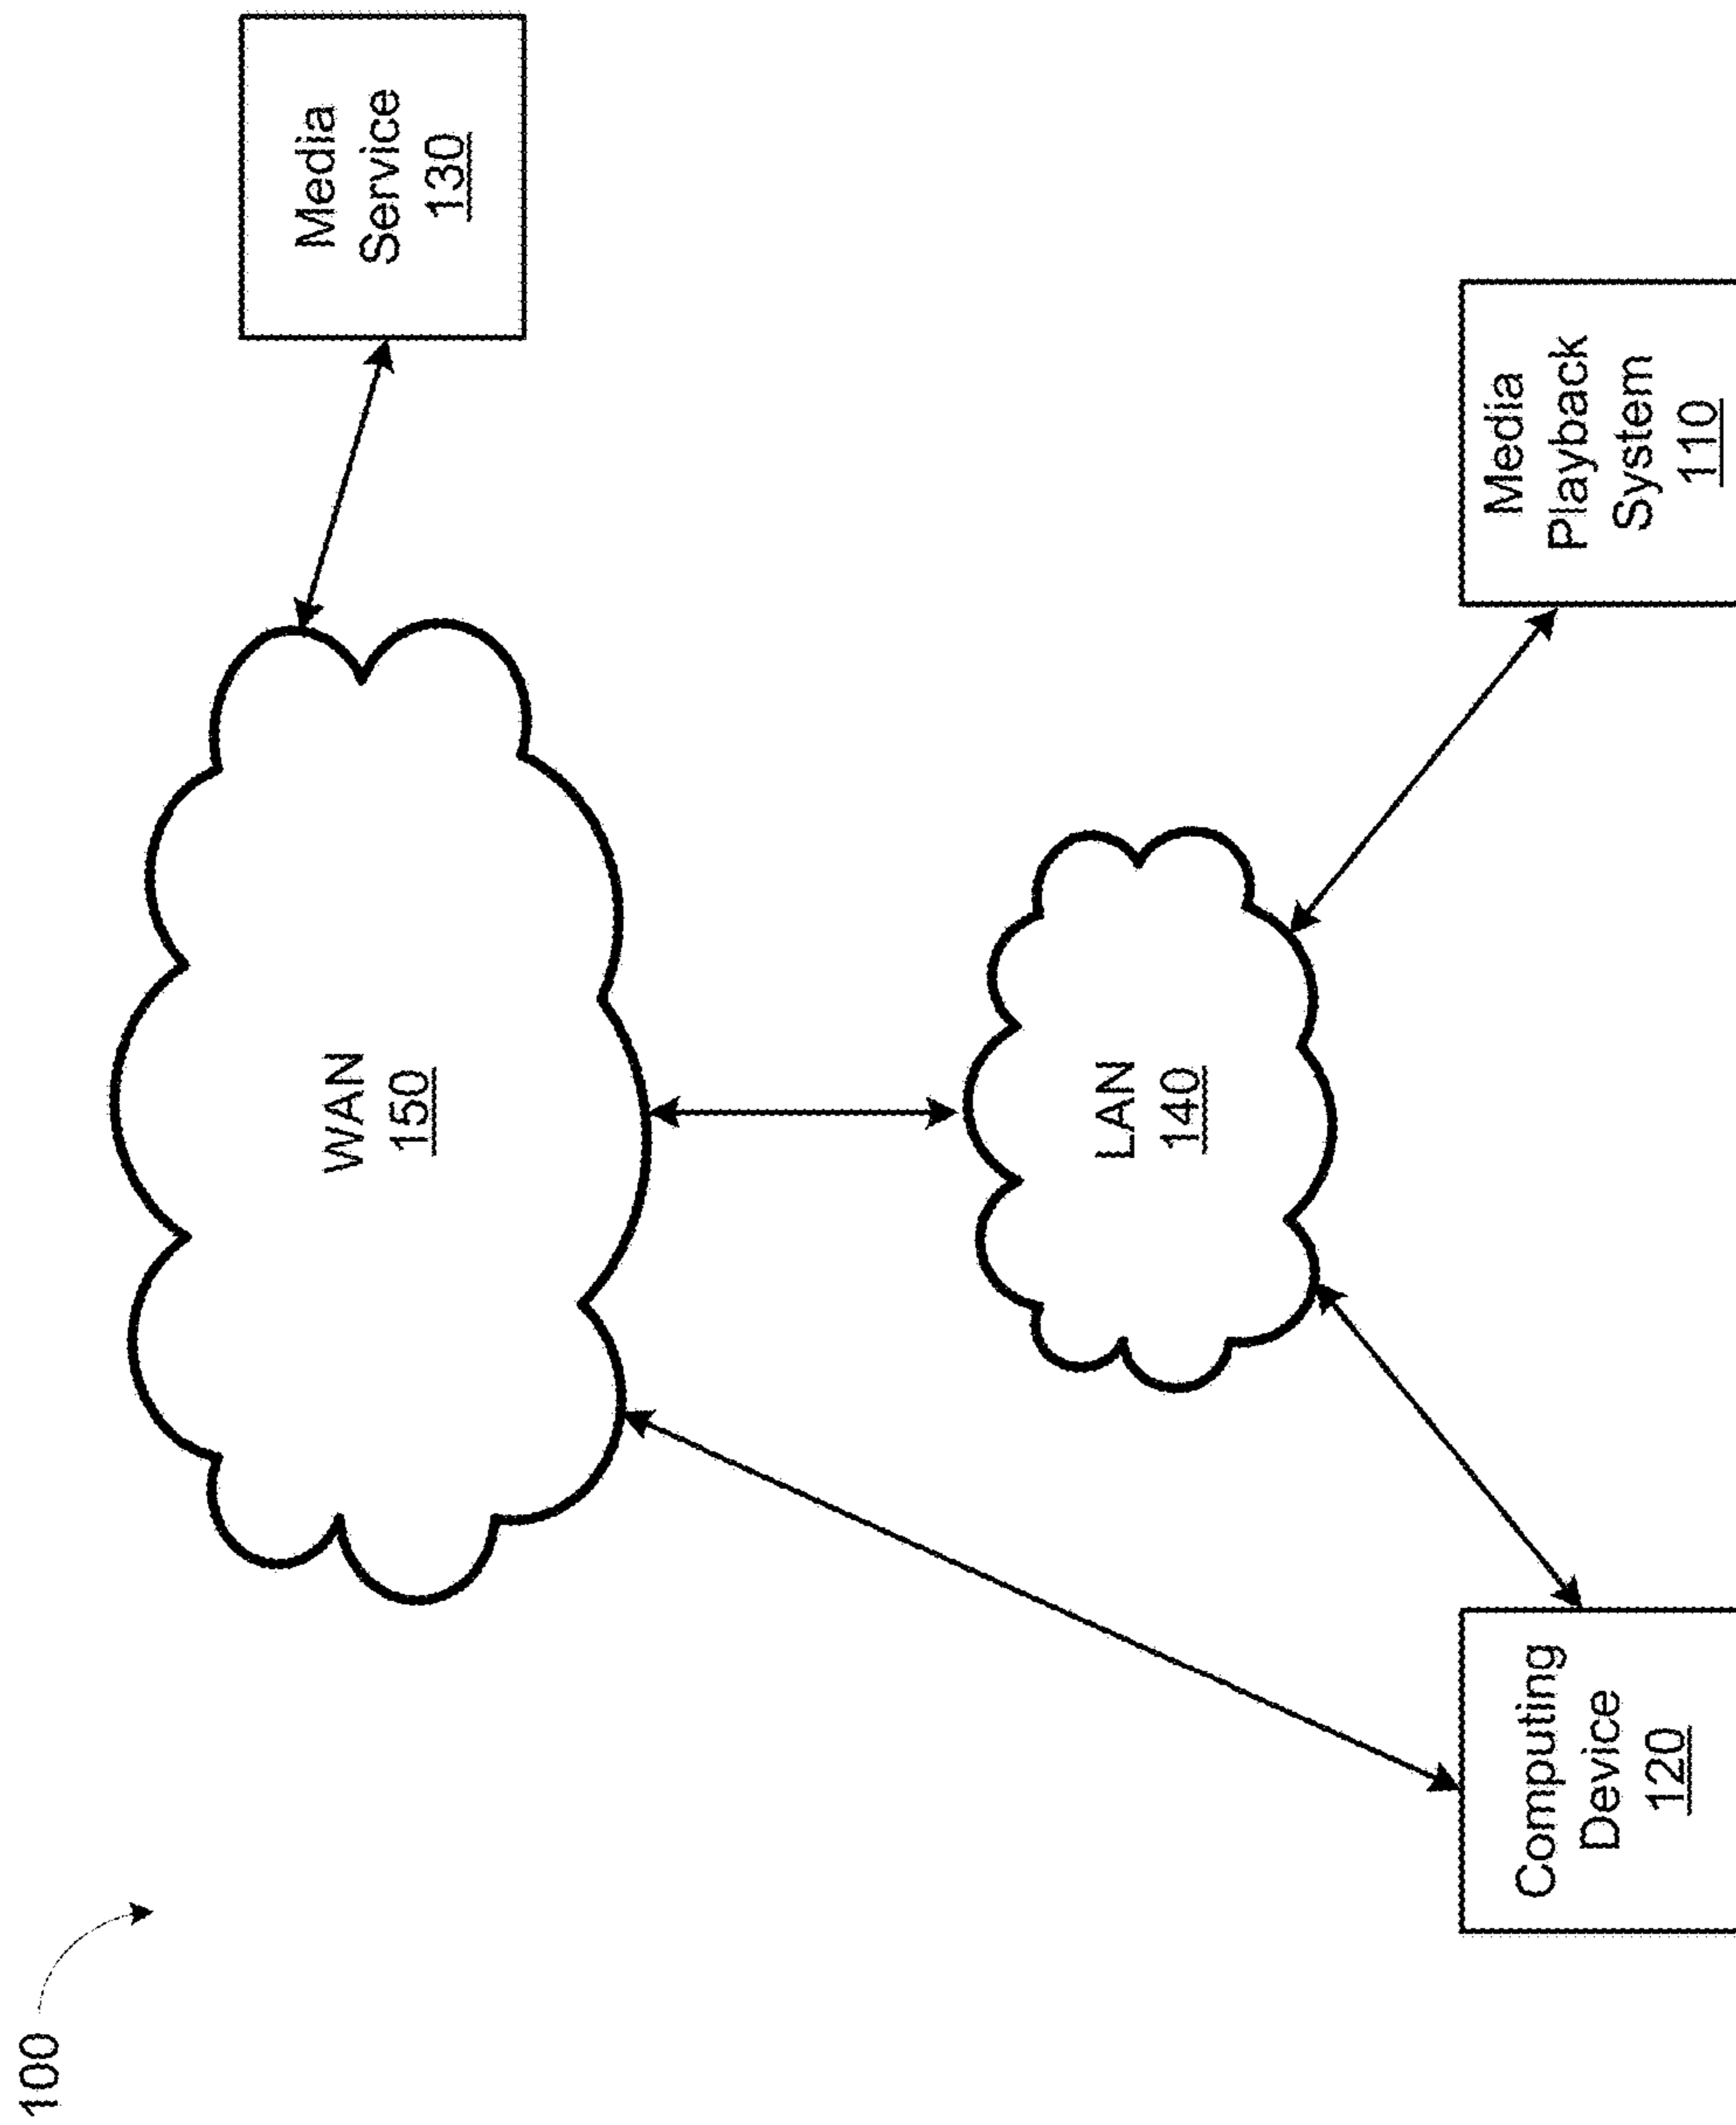 100
WAN
150
Media
Service
130
LAN
140
Computing
Device
120
Media
Playback
System
110